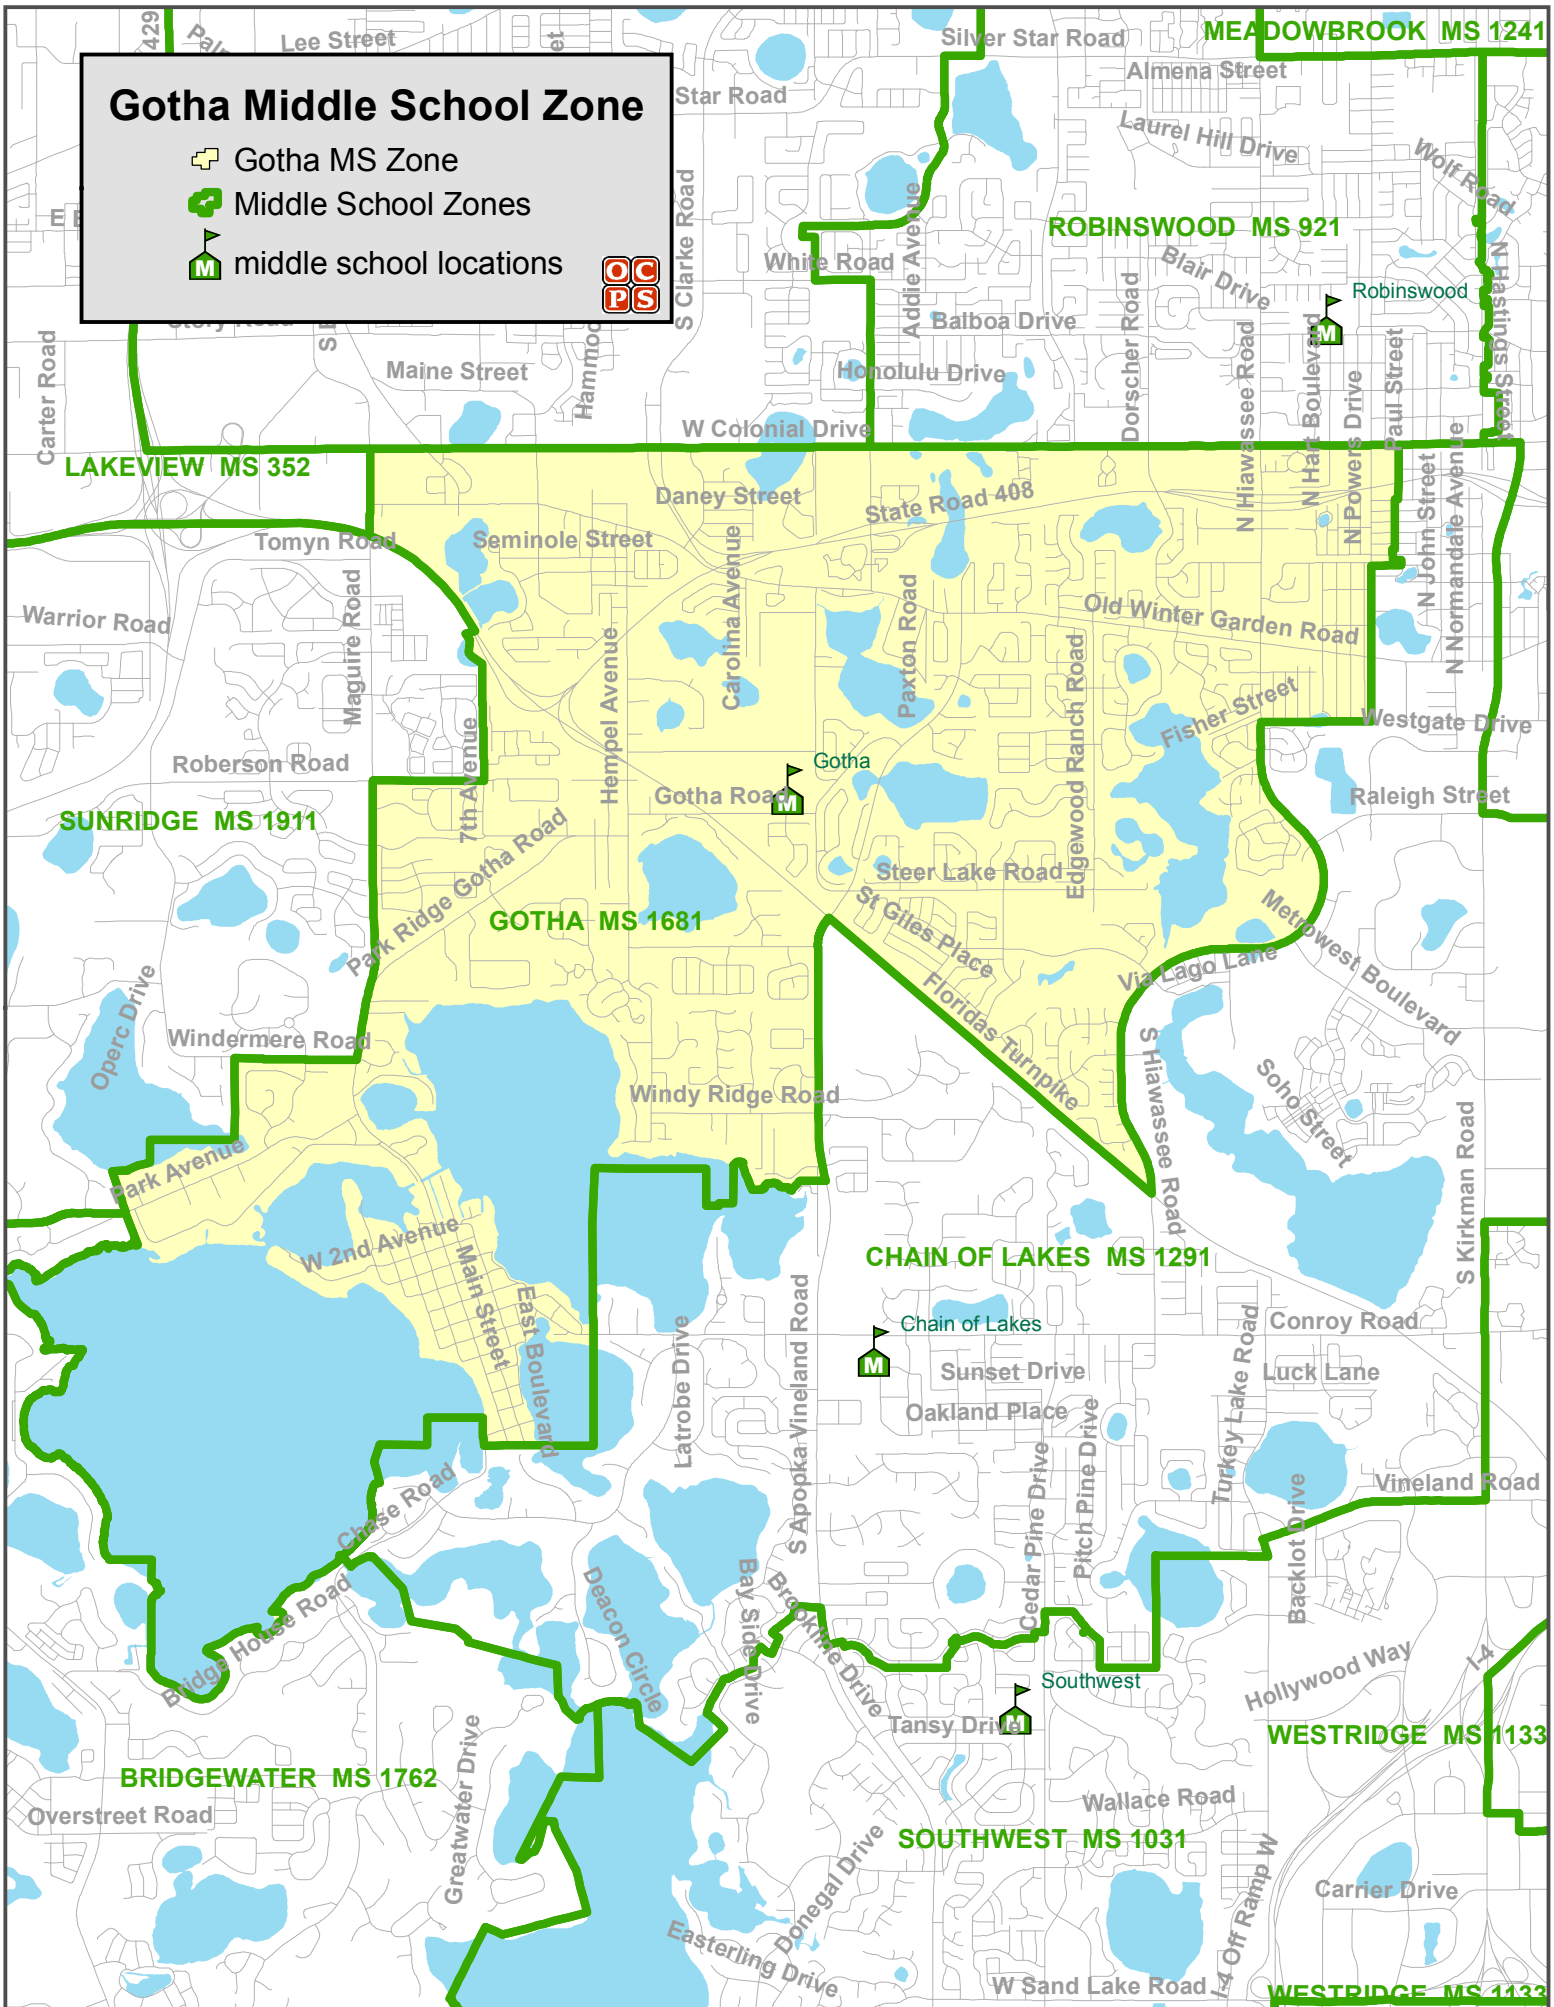 429
Lee Street
Silver Star Road
MEADOWBROOK MS 1241
Almena Street
Star Road
Gotha Middle School Zone
Gotha MS Zone
Middle School Zones
middle school locations
OC
PS
Laurel Hill Drive
Wolf Road
S Clarke Road
Addie Avenue
ROBINSWOOD MS 921
White Road
Blair Drive
N Hastings Street
Robinswood
M
Dorscher Road
Balboa Drive
Story Road
Carter Road
Maine Street
Honolulu Drive
N Hiawassee Road
N Hart Boulevard
N Powers Drive
Paul Street
W Colonial Drive
LAKEVIEW MS 352
Daney Street
State Road 408
N John Street
N Normandale Avenue
Tomyn Road
Seminole Street
Carolina Avenue
Warrior Road
Maguire Road
Hempel Avenue
Paxton Road
Old Winter Garden Road
Edgewood Ranch Road
Fisher Street
Westgate Drive
7th Avenue
Roberson Road
Gotha
M
Gotha Road
Raleigh Street
SUNRIDGE MS 1911
Park Ridge Gotha Road
Steer Lake Road
GOTHA MS 1681
St Giles Place
Metrowest Boulevard
Via Lago Lane
Operc Drive
Floridas Turnpike
Windermere Road
S Hiawassee Road
Soho Street
Windy Ridge Road
Park Avenue
S Kirkman Road
W 2nd Avenue
Main Street
East Boulevard
CHAIN OF LAKES MS 1291
S Apopka Vineland Road
Latrobe Drive
Chain of Lakes
M
Conroy Road
Turkey Lake Road
Sunset Drive
Luck Lane
Oakland Place
Pitch Pine Drive
Cedar Pine Drive
Chase Road
Vineland Road
Backlot Drive
Bridge House Road
Deacon Circle
Bay Side Drive
Brookline Drive
Southwest
M
Tansy Drive
Hollywood Way
I-4
WESTRIDGE MS 1133
BRIDGEWATER MS 1762
Greatwater Drive
Overstreet Road
Wallace Road
SOUTHWEST MS 1031
Donegal Drive
I-4 Off Ramp W
Carrier Drive
Easterling Drive
W Sand Lake Road
WESTRIDGE MS 1133